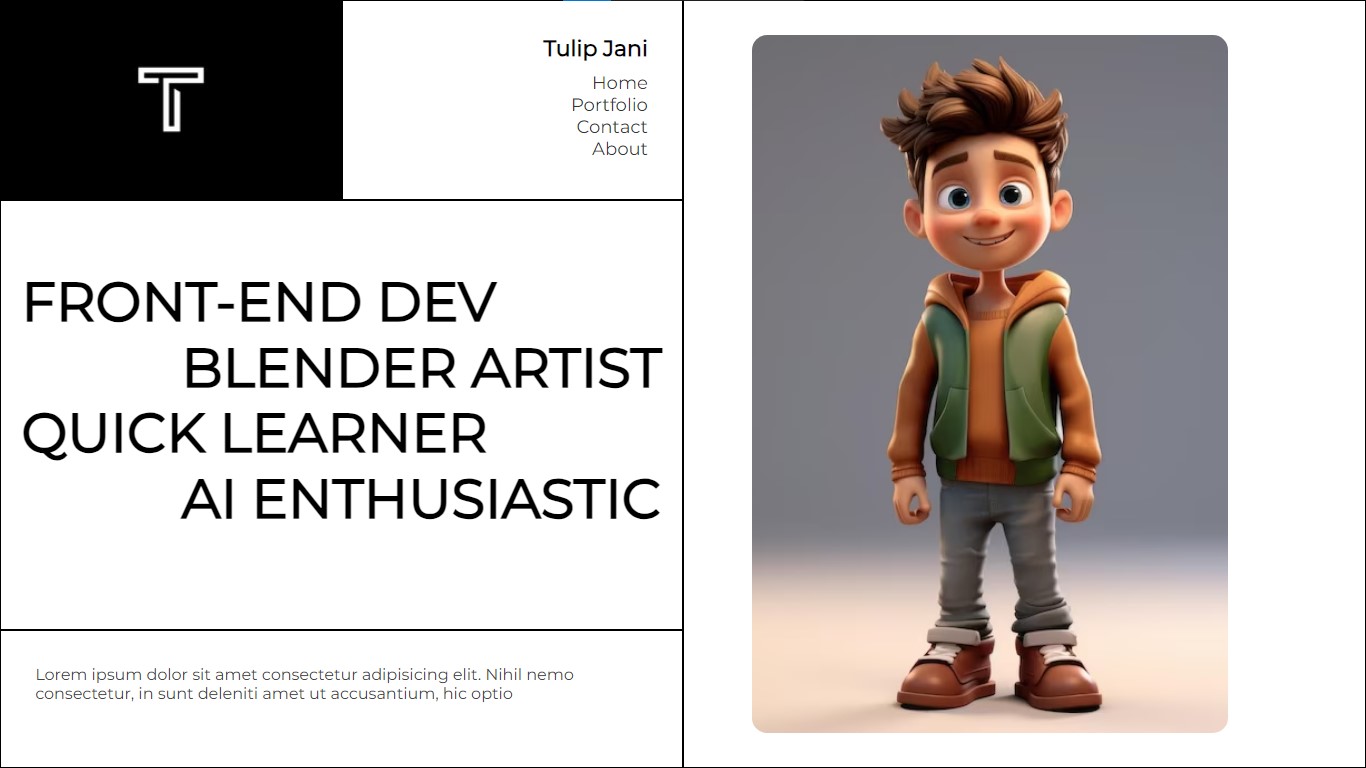 T
Tulip Jani
Home
Portfolio
Contact
About
FRONT-END DEV
BLENDER ARTIST
QUICK LEARNER
AI ENTHUSIASTIC
Lorem ipsum dolor sit amet consectetur adipisicing elit. Nihil nemo
consectetur, in sunt deleniti amet ut accusantium, hic optio